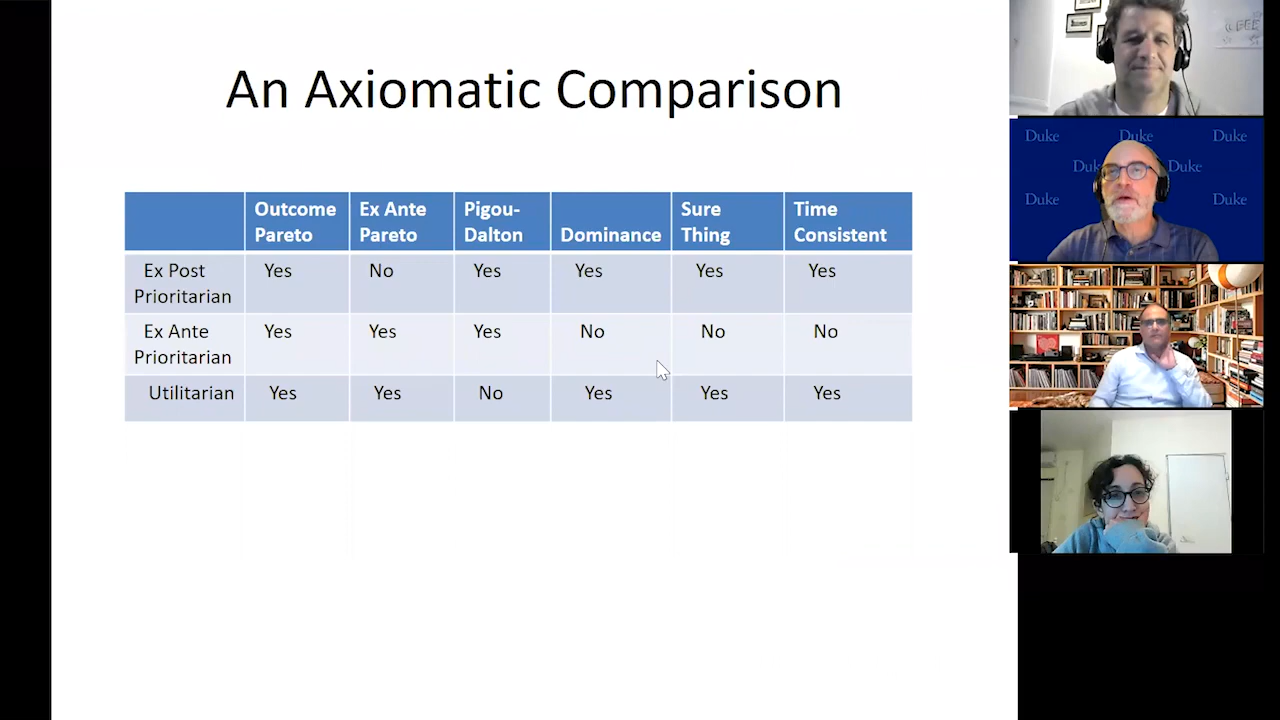 An Axiomatic Comparison
Outcome Pareto Ex Ante Pareto Pigou-Dalton Dominance Sure Thing Time Consistent
Ex Post Prioritarian Yes No Yes Yes Yes Yes
Ex Ante Prioritarian Yes Yes Yes No No No
Utilitarian Yes Yes No Yes Yes Yes
Duke Duke Duke
Duke Duke
Duke Duke